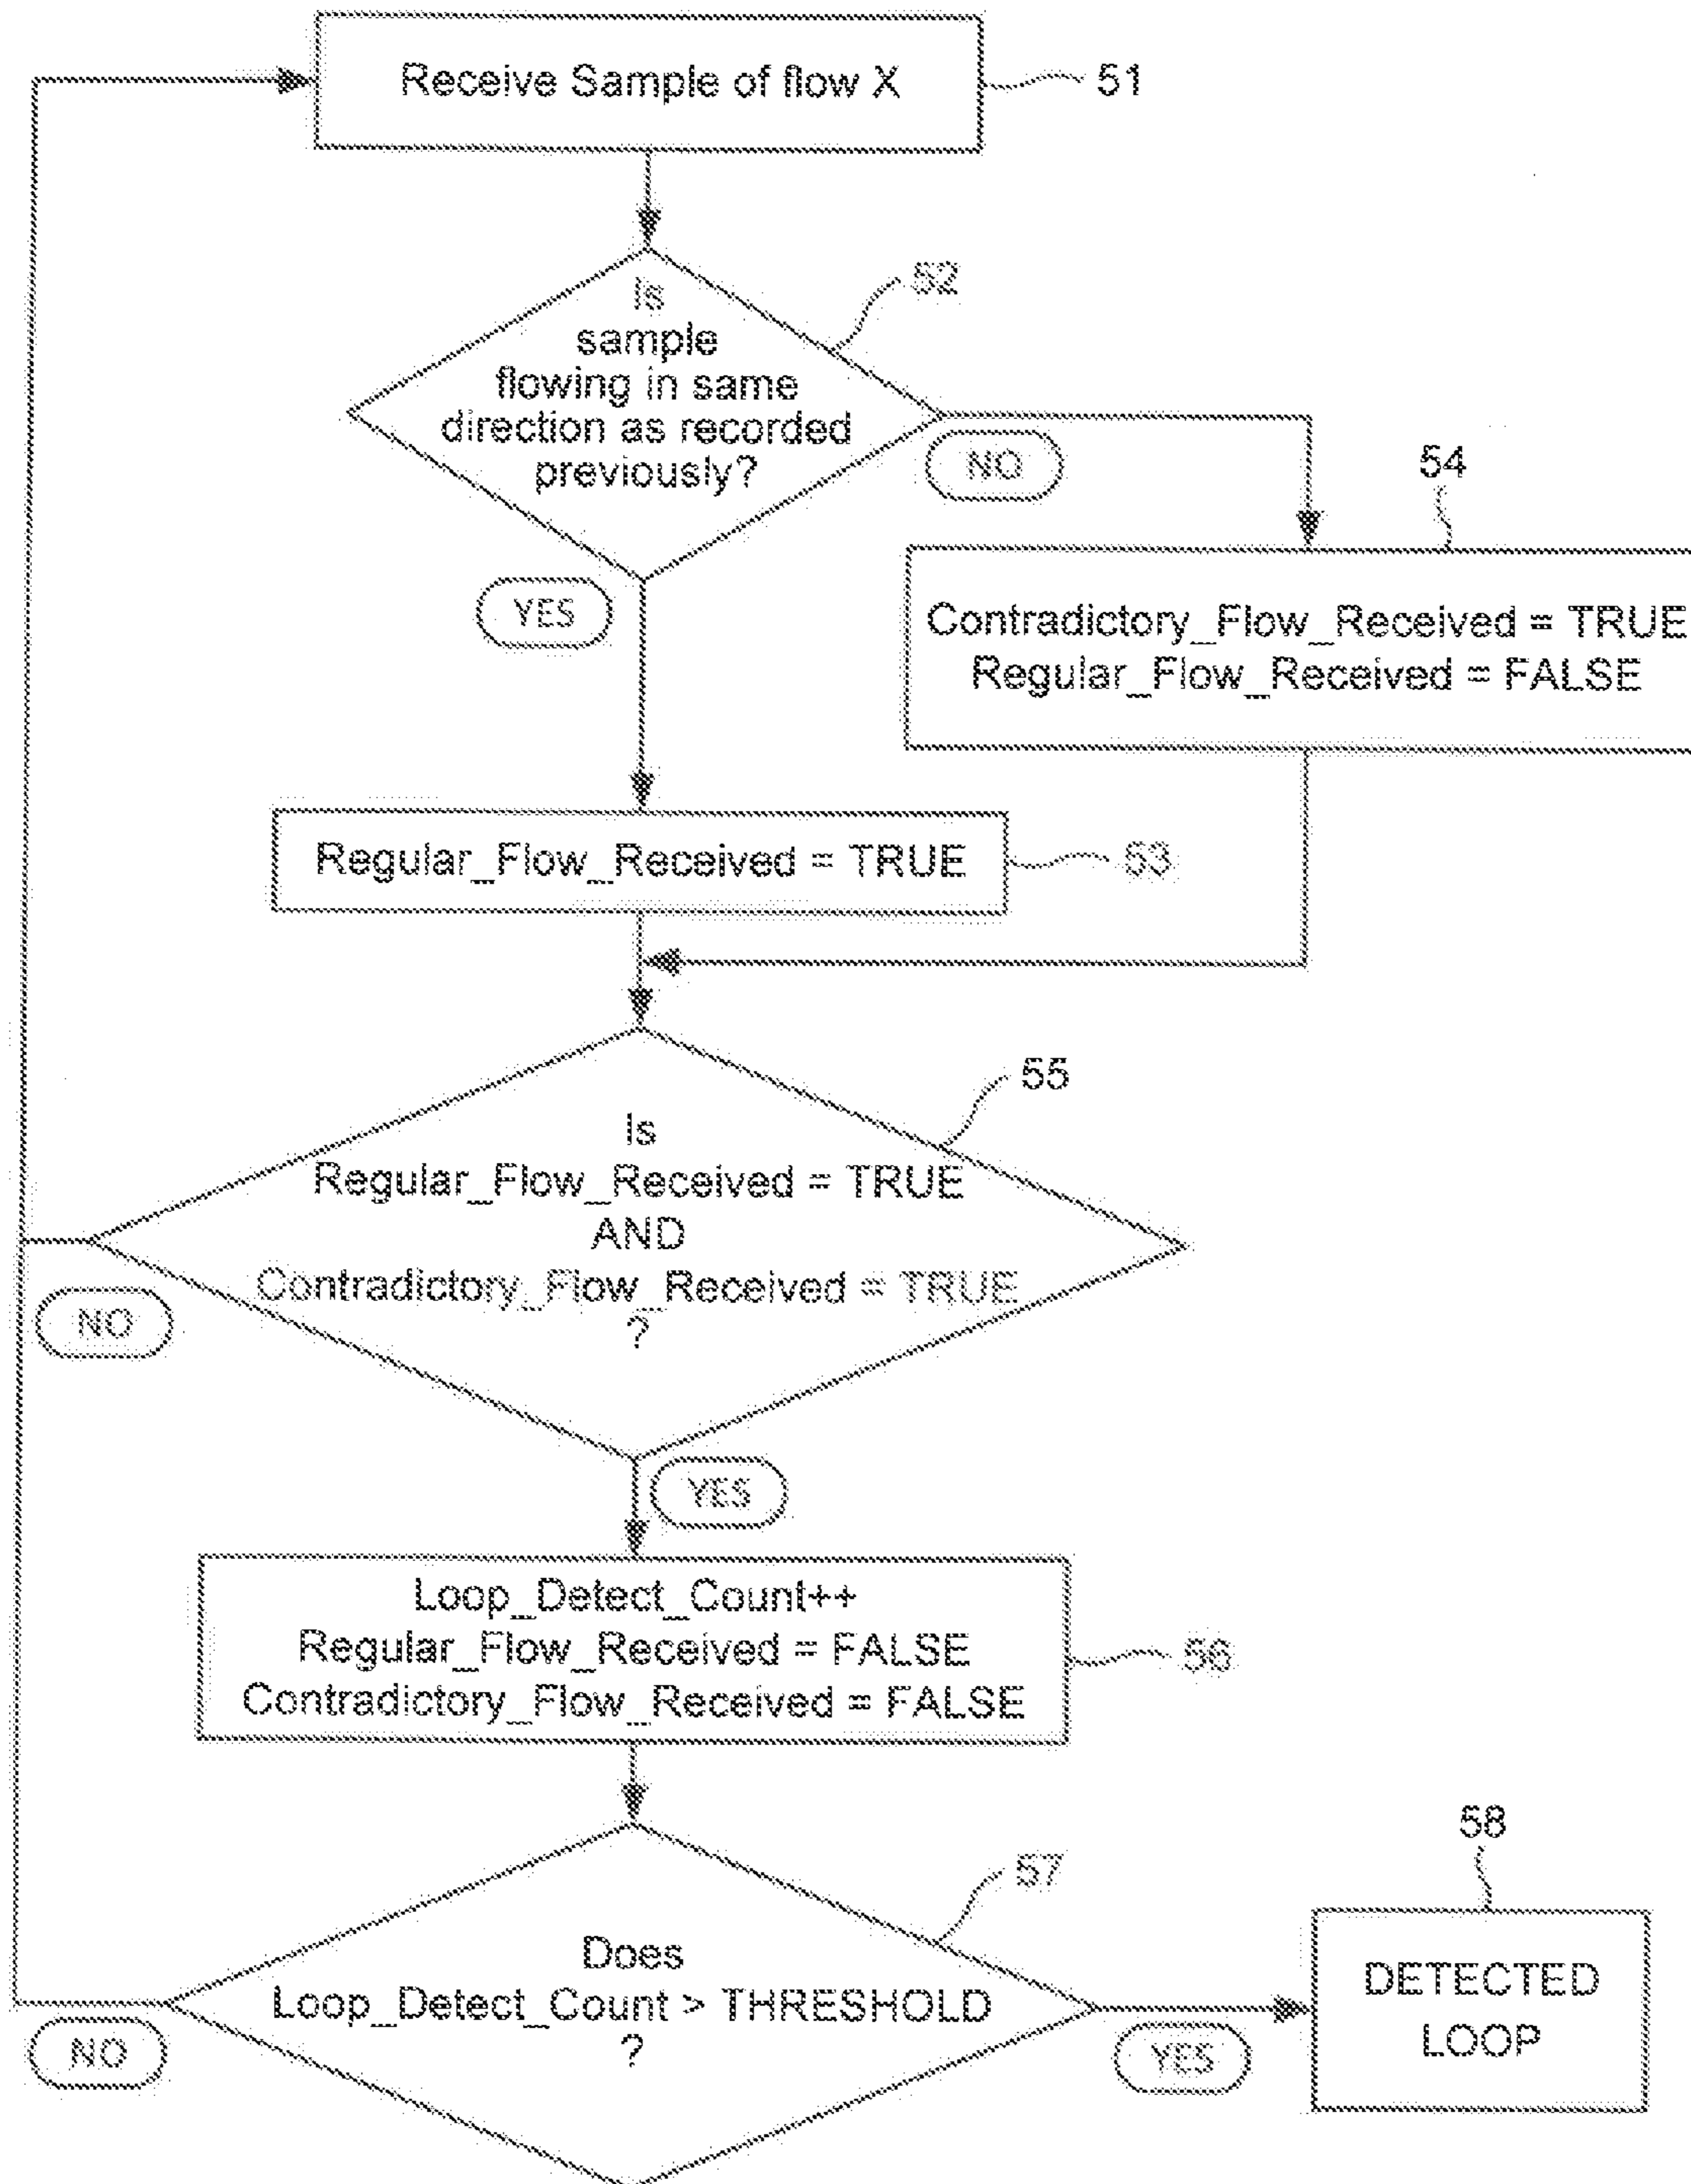 Receive Sample of flow X
51
Is
sample
flowing in same
direction as recorded
previously?
52
NO
YES
54
Contradictory_Flow_Received = TRUE
Regular_Flow_Received = FALSE
Regular_Flow_Received = TRUE
53
Is
Regular_Flow_Received = TRUE
AND
Contradictory_Flow_Received = TRUE
?
55
NO
YES
Loop_Detect_Count++
Regular_Flow_Received = FALSE
Contradictory_Flow_Received = FALSE
56
Does
Loop_Detect_Count > THRESHOLD
?
57
NO
YES
58
DETECTED
LOOP